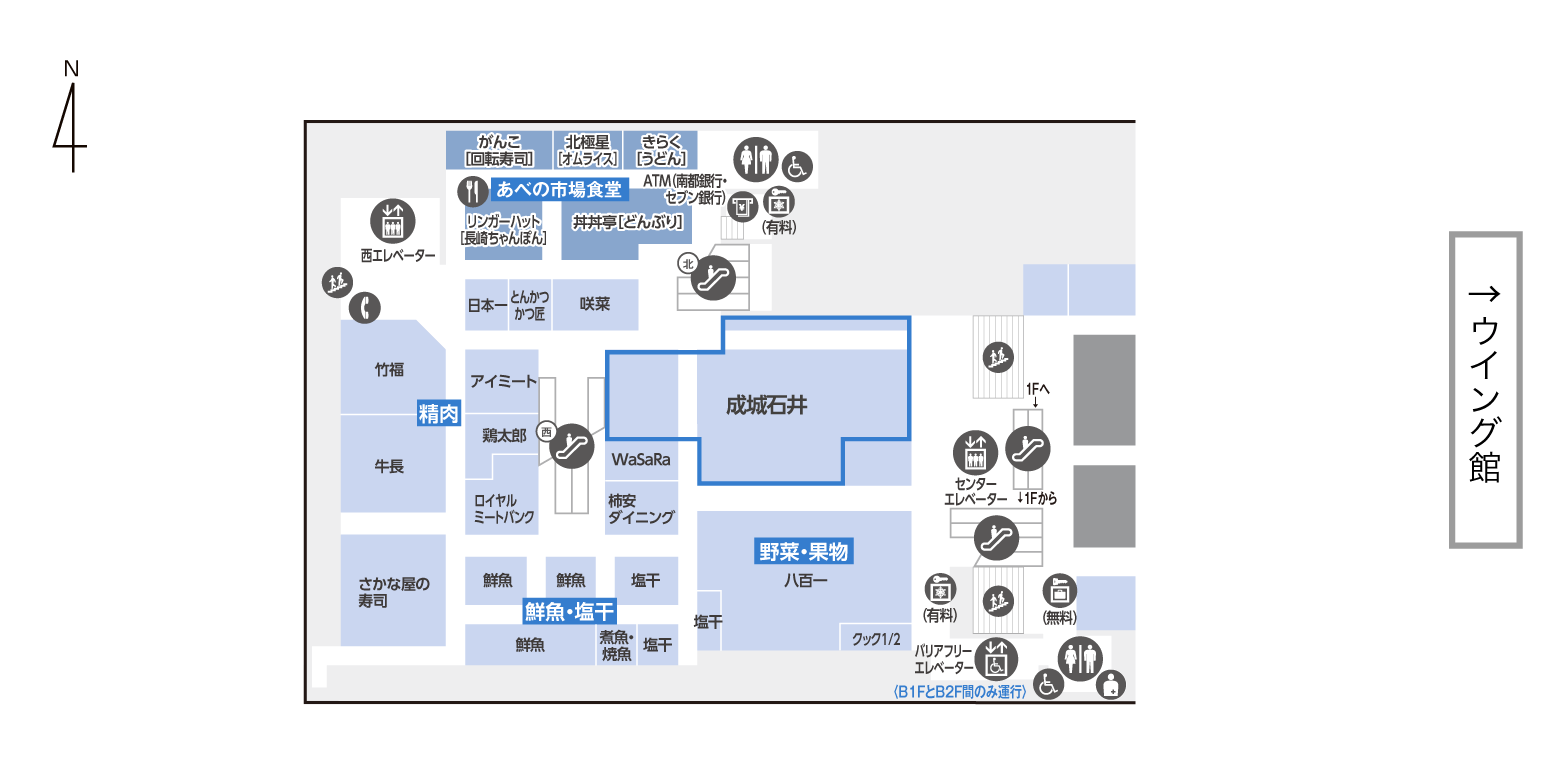 N
がんこ
[回転寿司]
北極星
[オムライス]
きらく
[うどん]
あべの市場食堂
ATM(南都銀行・
セブン銀行)
(有料)
リンガーハット
[長崎ちゃんぽん]
丼丼亭[どんぶり]
西エレベーター
北
日本一
とんかつ
かつ匠
咲菜
竹福
アイミート
精肉
鶏太郎
西
牛長
ロイヤル
ミートバンク
成城石井
WaSaRa
柿安
ダイニング
1Fへ
↓
センター
エレベーター
↓1Fから
→ウイング館
野菜・果物
八百一
さかな屋の
寿司
鮮魚
鮮魚
塩干
鮮魚・塩干
鮮魚
煮魚・
焼魚
塩干
塩干
クック1/2
(有料)
(無料)
バリアフリー
エレベーター
〈B1FとB2F間のみ運行〉